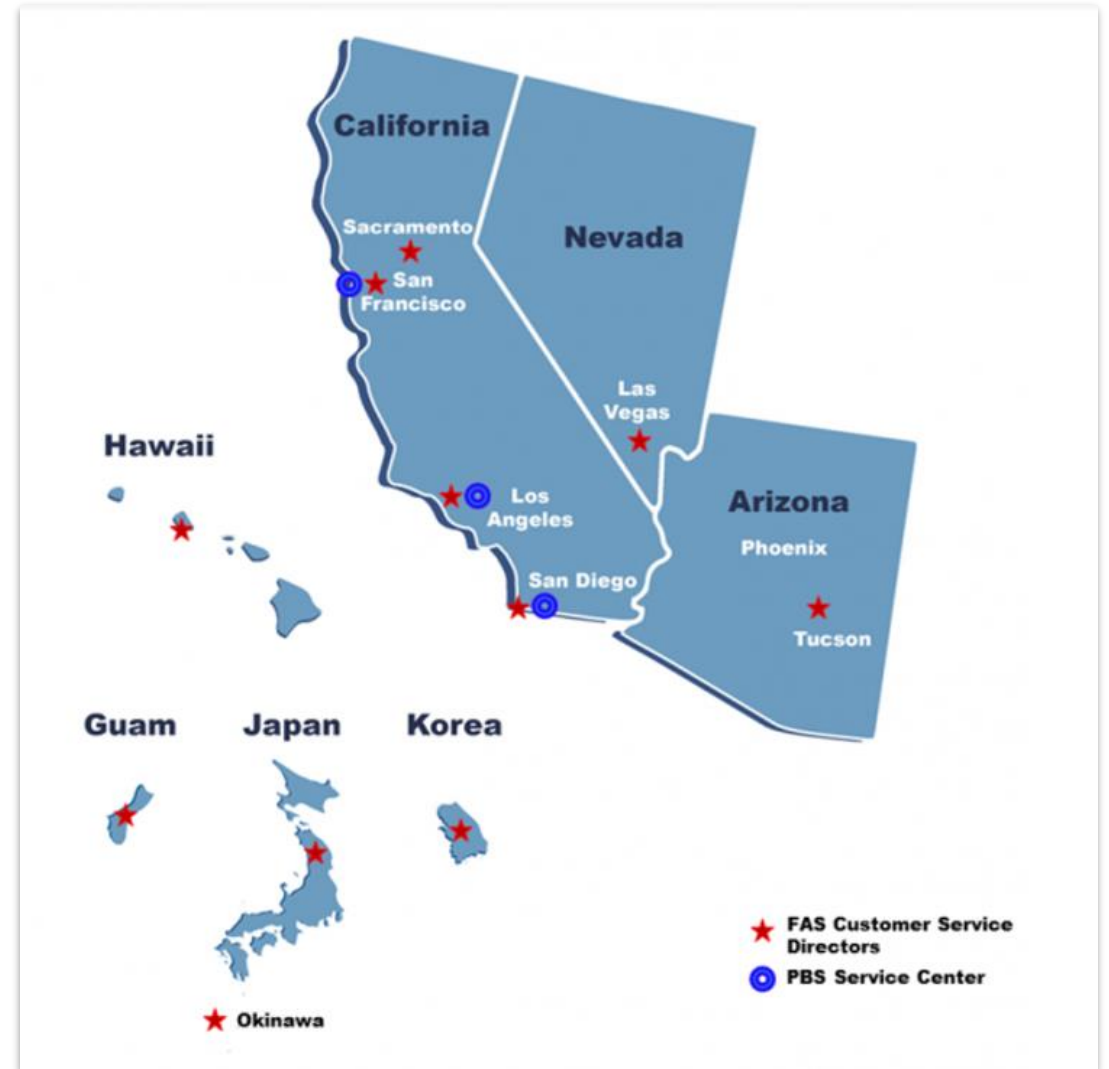 California
Sacramento
San
Francisco
Nevada
Las
Vegas
Hawaii
Los
Angeles
Arizona
Phoenix
San Diego
Tucson
Guam
Japan
Korea
Okinawa
FAS Customer Service
Directors
PBS Service Center